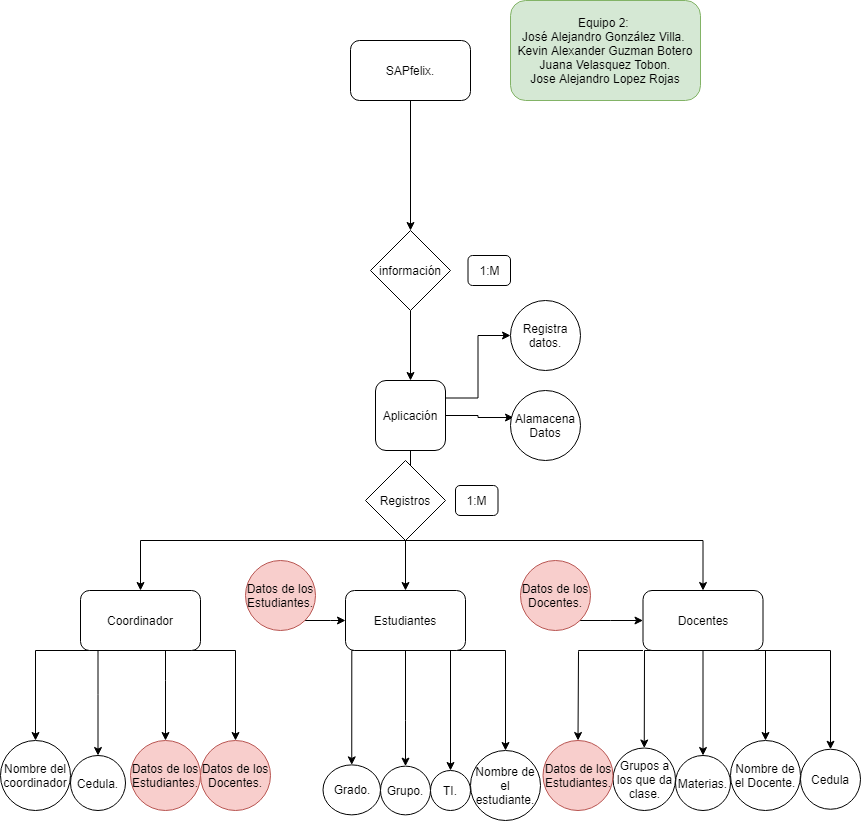 Equipo 2:
José Alejandro González Villa.
Kevin Alexander Guzman Botero
Juana Velasquez Tobon.
Jose Alejandro Lopez Rojas
SAPfelix.
información
1:M
Registra
datos.
Aplicación
Alamacena
Datos
Registros
1:M
Datos de los
Estudiantes.
Datos de los
Docentes.
Coordinador
Estudiantes
Docentes
Nombre del
coordinador
Cedula.
Datos de los
Estudiantes.
Datos de los
Docentes.
Grado.
Grupo.
TI.
Nombre de
el
estudiante.
Datos de los
Estudiantes.
Grupos a
los que da
clase.
Materias.
Nombre de
el Docente.
Cedula